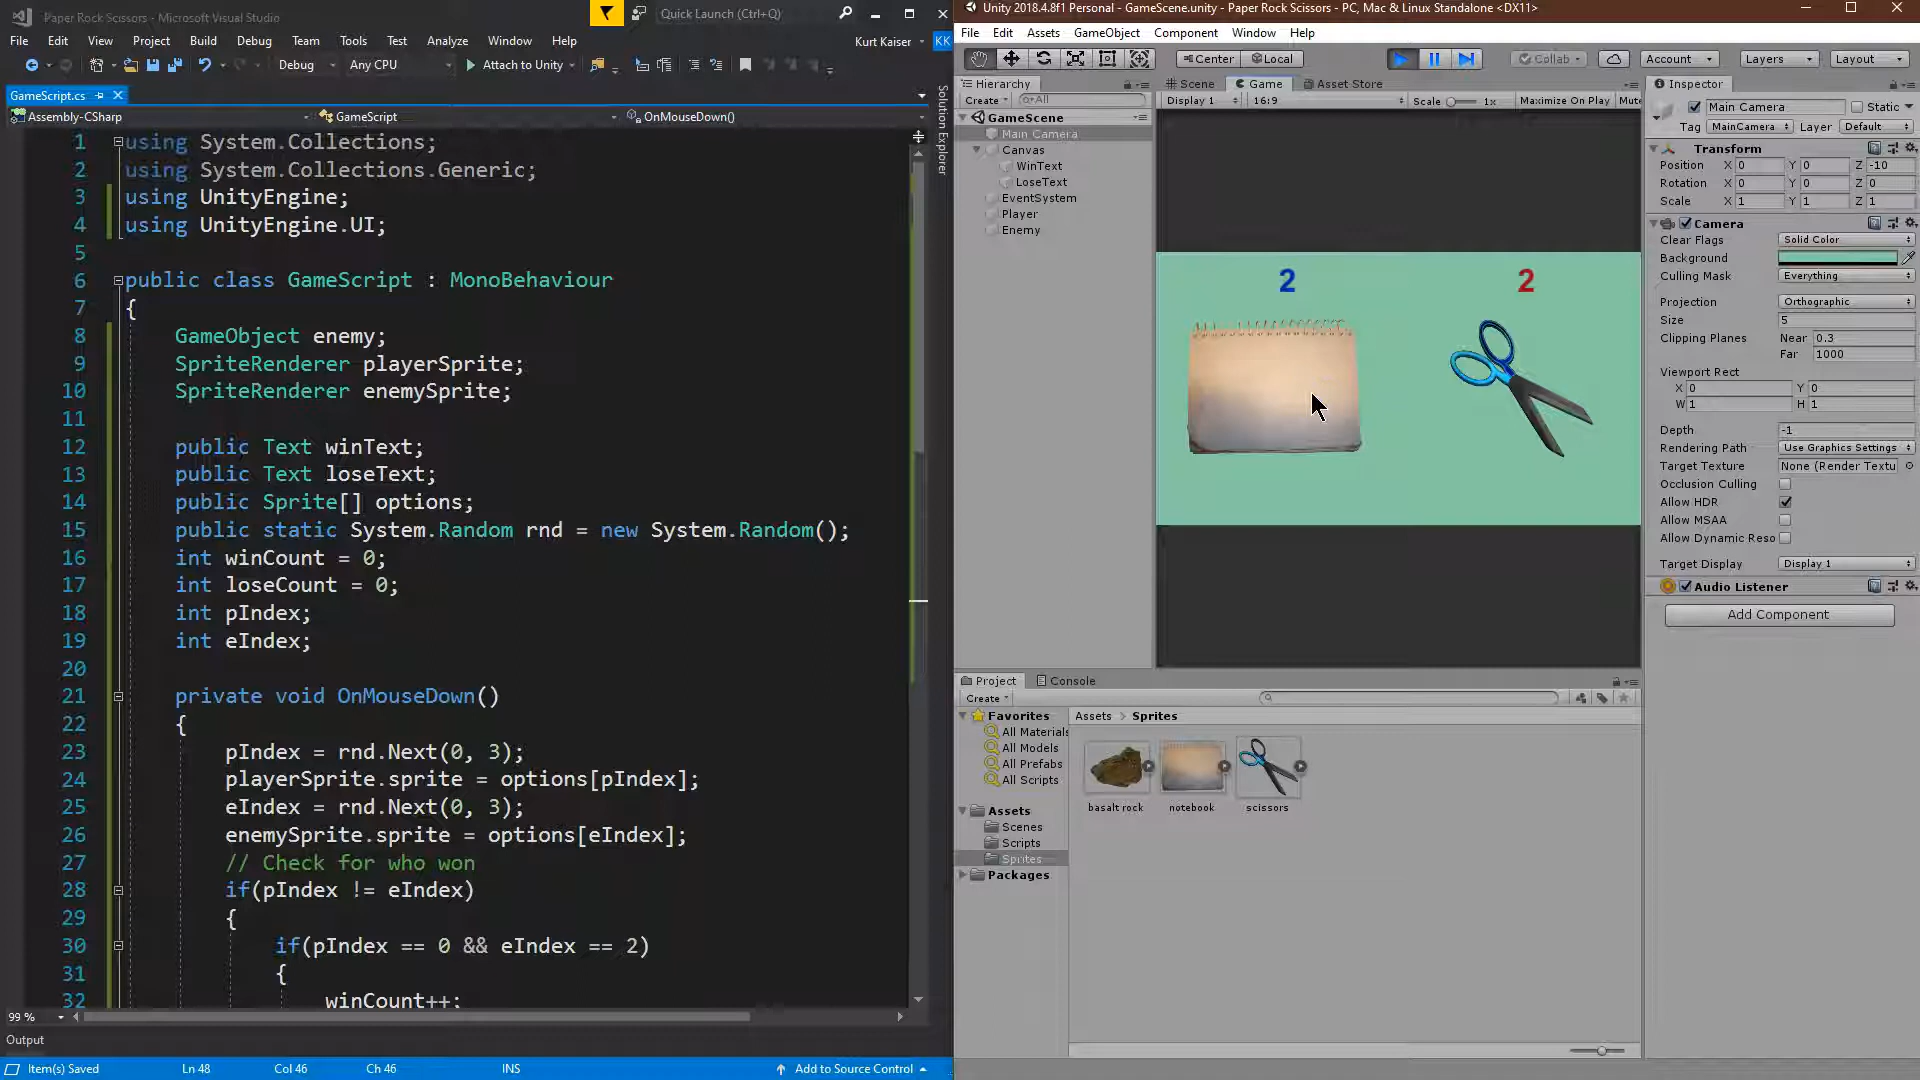 Paper Rock Scissors - Microsoft Visual Studio
Quick Launch (Ctrl+Q)
File Edit View Project Build Debug Team Tools Test Analyze Window Help
Kurt Kaiser KK
Debug Any CPU Attach to Unity
GameScript.cs
Assembly-CSharp GameScript OnMouseDown()
Solution Explorer
1 using System.Collections;
2 using System.Collections.Generic;
3 using UnityEngine;
4 using UnityEngine.UI;
5
6 public class GameScript : MonoBehaviour
7 {
8 GameObject enemy;
9 SpriteRenderer playerSprite;
10 SpriteRenderer enemySprite;
11
12 public Text winText;
13 public Text loseText;
14 public Sprite[] options;
15 public static System.Random rnd = new System.Random();
16 int winCount = 0;
17 int loseCount = 0;
18 int pIndex;
19 int eIndex;
20
21 private void OnMouseDown()
22 {
23 pIndex = rnd.Next(0, 3);
24 playerSprite.sprite = options[pIndex];
25 eIndex = rnd.Next(0, 3);
26 enemySprite.sprite = options[eIndex];
27 // Check for who won
28 if(pIndex != eIndex)
29 {
30 if(pIndex == 0 && eIndex == 2)
31 {
32 winCount++;
99 %
Output
Item(s) Saved Ln 48 Col 46 Ch 46 INS Add to Source Control
Unity 2018.4.8f1 Personal - GameScene.unity - Paper Rock Scissors - PC, Mac & Linux Standalone <DX11>
File Edit Assets GameObject Component Window Help
Center Local Collab Account Layers Layout
Hierarchy
Create All
GameScene
Main Camera
Canvas
WinText
LoseText
EventSystem
Player
Enemy
Scene Game Asset Store
Display 1 16:9 Scale 1x Maximize On Play Mute
2 2
Inspector
Main Camera Static
Tag MainCamera Layer Default
Transform
Position X 0 Y 0 Z -10
Rotation X 0 Y 0 Z 0
Scale X 1 Y 1 Z 1
Camera
Clear Flags Solid Color
Background
Culling Mask Everything
Projection Orthographic
Size 5
Clipping Planes Near 0.3
Far 1000
Viewport Rect
X 0 Y 0
W 1 H 1
Depth -1
Rendering Path Use Graphics Settings
Target Texture None (Render Textu
Occlusion Culling
Allow HDR
Allow MSAA
Allow Dynamic Reso
Target Display Display 1
Audio Listener
Add Component
Project Console
Create
Favorites
All Materials
All Models
All Prefabs
All Scripts
Assets
Scenes
Scripts
Sprites
Packages
Assets > Sprites
basalt rock notebook scissors